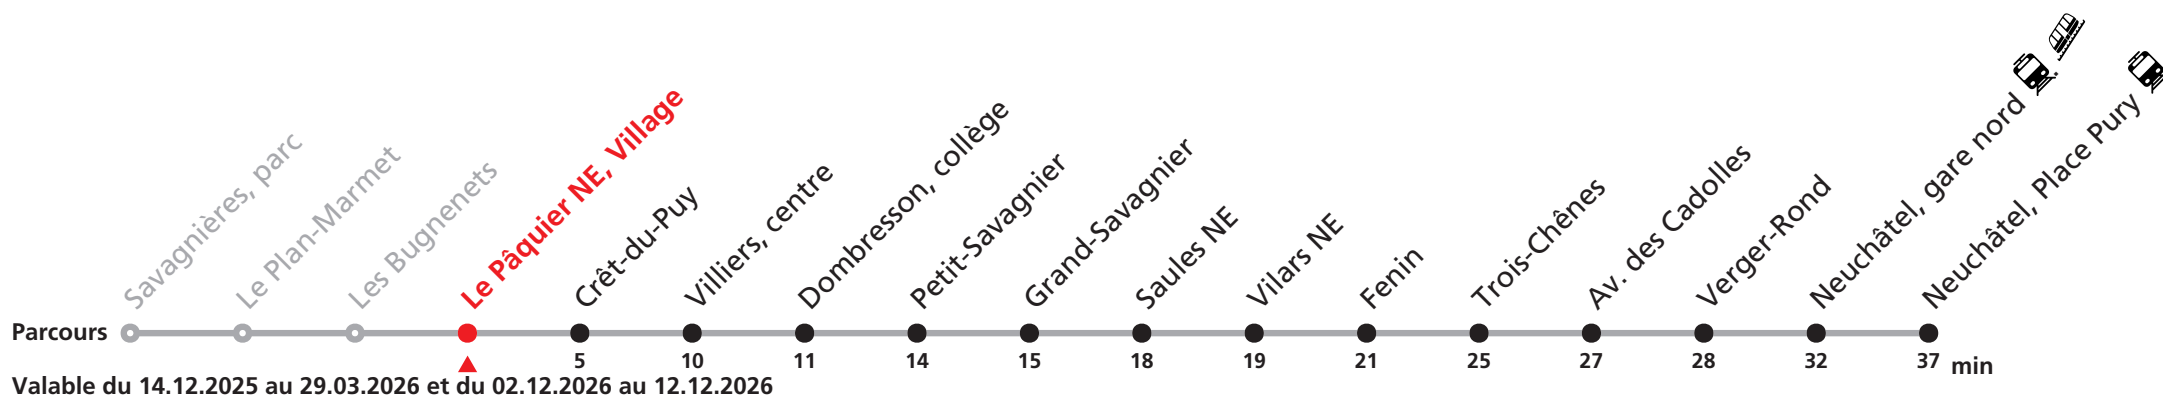 Savagnières, parc
Le Plan-Marmet
Les Bugnenets
Le Pâquier NE, Village
Crêt-du-Puy
Villiers, centre
Dombresson, collège
Petit-Savagnier
Grand-Savagnier
Saules NE
Vilars NE
Fenin
Trois-Chênes
Av. des Cadolles
Verger-Rond
Neuchâtel, gare nord
Neuchâtel, Place Pury
Parcours
5 10 11 14 15 18 19 21 25 27 28 32 37 min
Valable du 14.12.2025 au 29.03.2026 et du 02.12.2026 au 12.12.2026